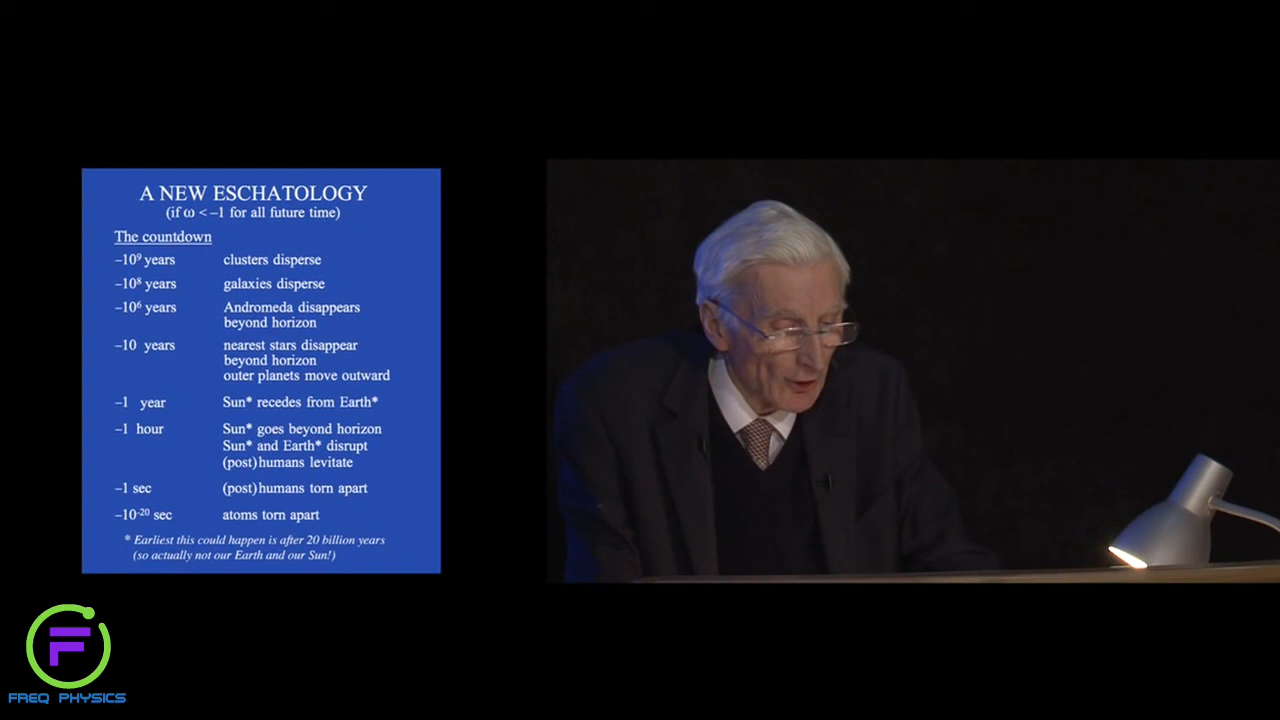 A NEW ESCHATOLOGY
(if ω < –1 for all future time)
The countdown
–10⁹ years clusters disperse
–10⁸ years galaxies disperse
–10⁶ years Andromeda disappears
beyond horizon
–10 years nearest stars disappear
beyond horizon
outer planets move outward
–1 year Sun* recedes from Earth*
–1 hour Sun* goes beyond horizon
Sun* and Earth* disrupt
(post)humans levitate
–1 sec (post)humans torn apart
–10⁻²⁰ sec atoms torn apart
* Earliest this could happen is after 20 billion years
(so actually not our Earth and our Sun!)
F
FREQ PHYSICS